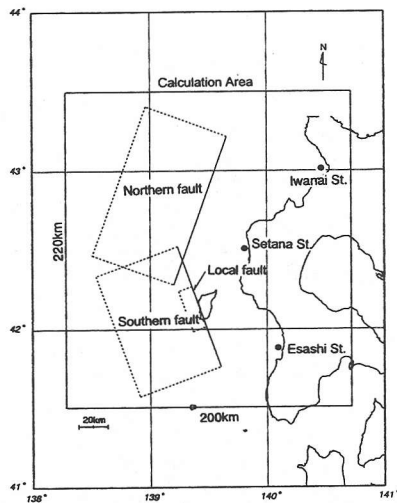 44°
N
Calculation Area
43°
Iwanai St.
Northern fault
220km
Setana St.
Local fault
Southern fault
42°
Esashi St.
20km
200km
41°
138°
139°
140°
141°